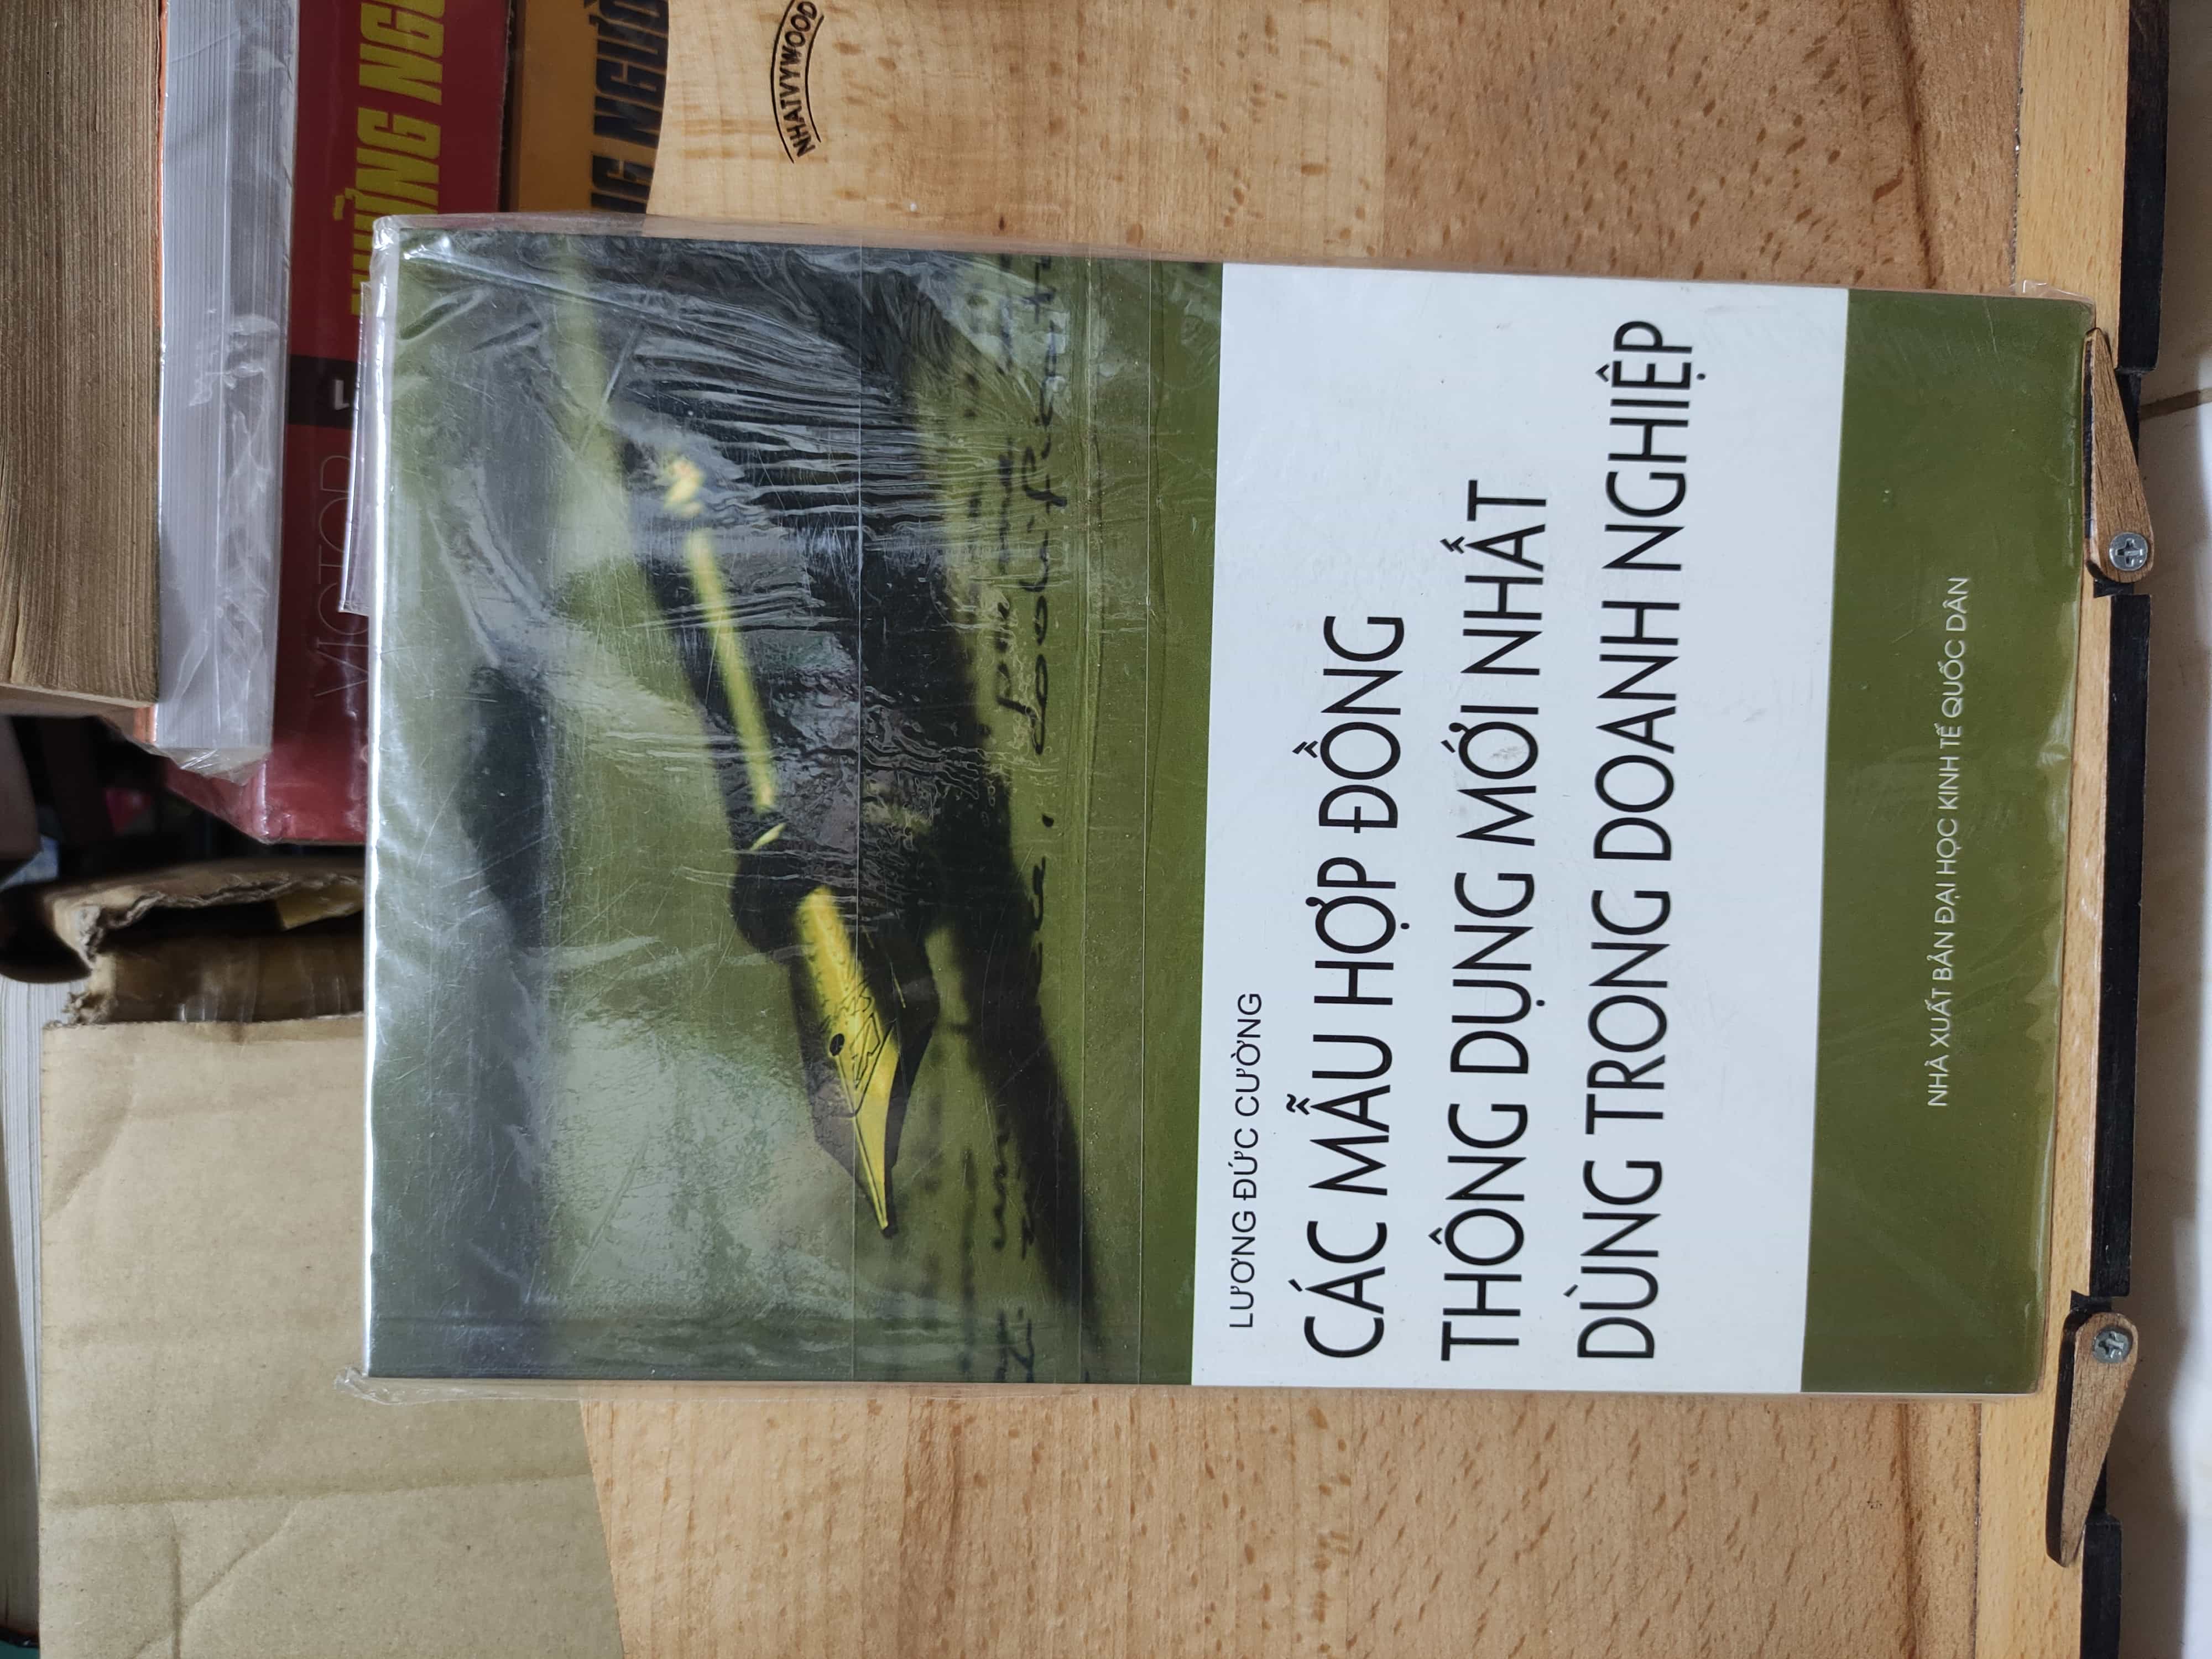 LƯƠNG ĐỨC CƯỜNG
CÁC MẪU HỢP ĐỒNG
THÔNG DỤNG MỚI NHẤT
DÙNG TRONG DOANH NGHIỆP
NHÀ XUẤT BẢN ĐẠI HỌC KINH TẾ QUỐC DÂN
NHATVYWOOD
VICTOR